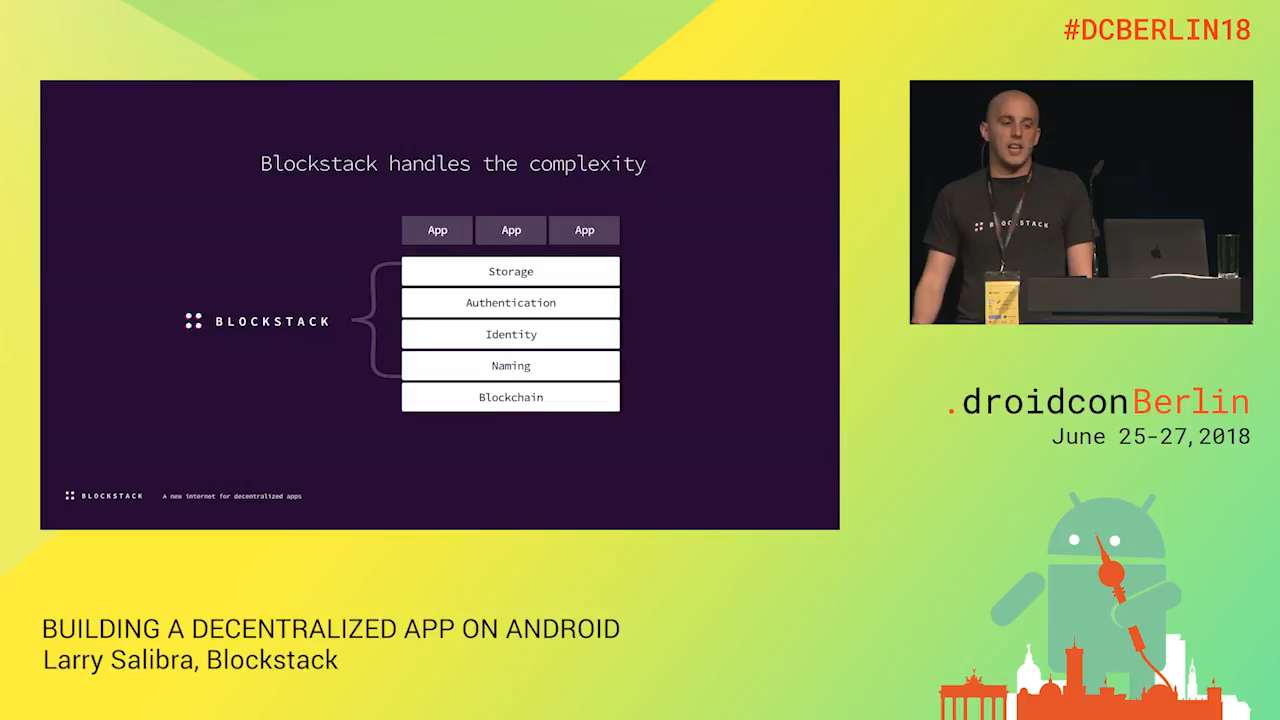 #DCBERLIN18
Blockstack handles the complexity
App App App
Storage
Authentication
BLOCKSTACK
Identity
Naming
Blockchain
BLOCKSTACK A new internet for decentralized apps
BLOCKSTACK
.droidconBerlin
June 25-27,2018
BUILDING A DECENTRALIZED APP ON ANDROID
Larry Salibra, Blockstack